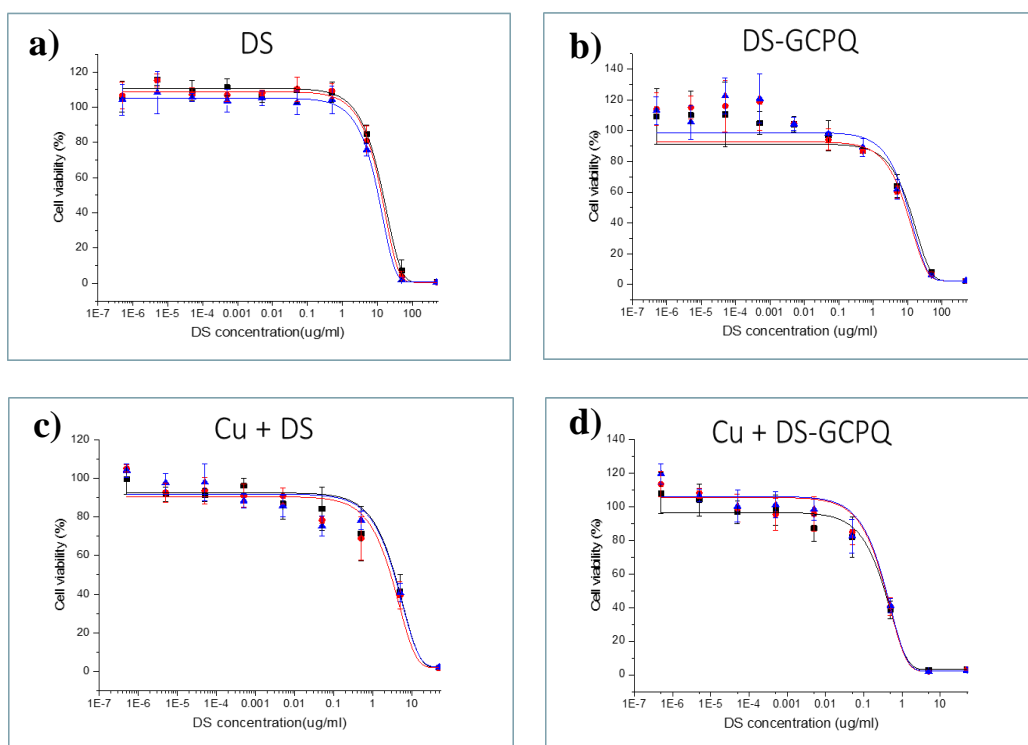 a)
DS
Cell viability (%)
120
100
80
60
40
20
0
1E-7 1E-6 1E-5 1E-4 0.001 0.01 0.1 1 10 100
DS concentration(ug/ml)
b)
DS-GCPQ
Cell viability (%)
140
120
100
80
60
40
20
0
1E-7 1E-6 1E-5 1E-4 0.001 0.01 0.1 1 10 100
DS concentration (ug/ml)
c)
Cu + DS
Cell viability (%)
120
100
80
60
40
20
0
1E-7 1E-6 1E-5 1E-4 0.001 0.01 0.1 1 10
DS concentration(ug/ml)
d)
Cu + DS-GCPQ
Cell viability (%)
140
120
100
80
60
40
20
0
1E-7 1E-6 1E-5 1E-4 0.001 0.01 0.1 1 10
DS concentration (ug/ml)